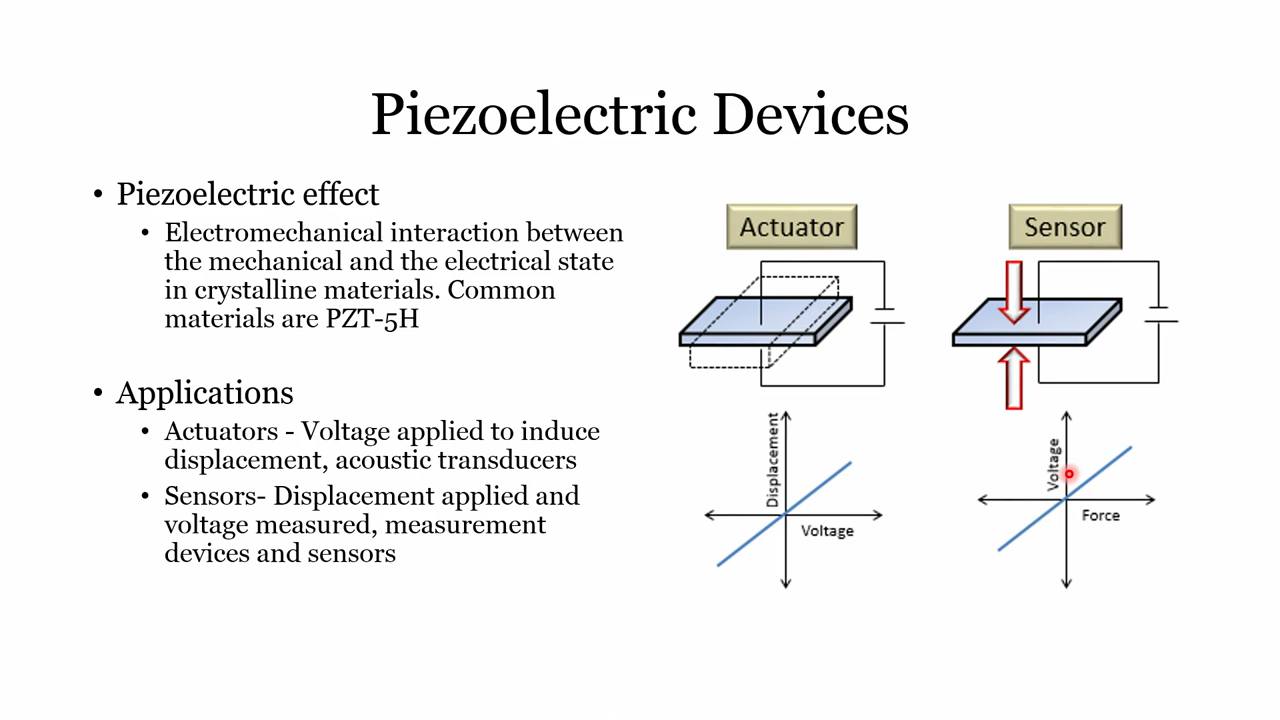 Piezoelectric Devices
• Piezoelectric effect
• Electromechanical interaction between
the mechanical and the electrical state
in crystalline materials. Common
materials are PZT-5H
• Applications
• Actuators - Voltage applied to induce
displacement, acoustic transducers
• Sensors- Displacement applied and
voltage measured, measurement
devices and sensors
Actuator
Displacement
Voltage
Sensor
Voltage
Force